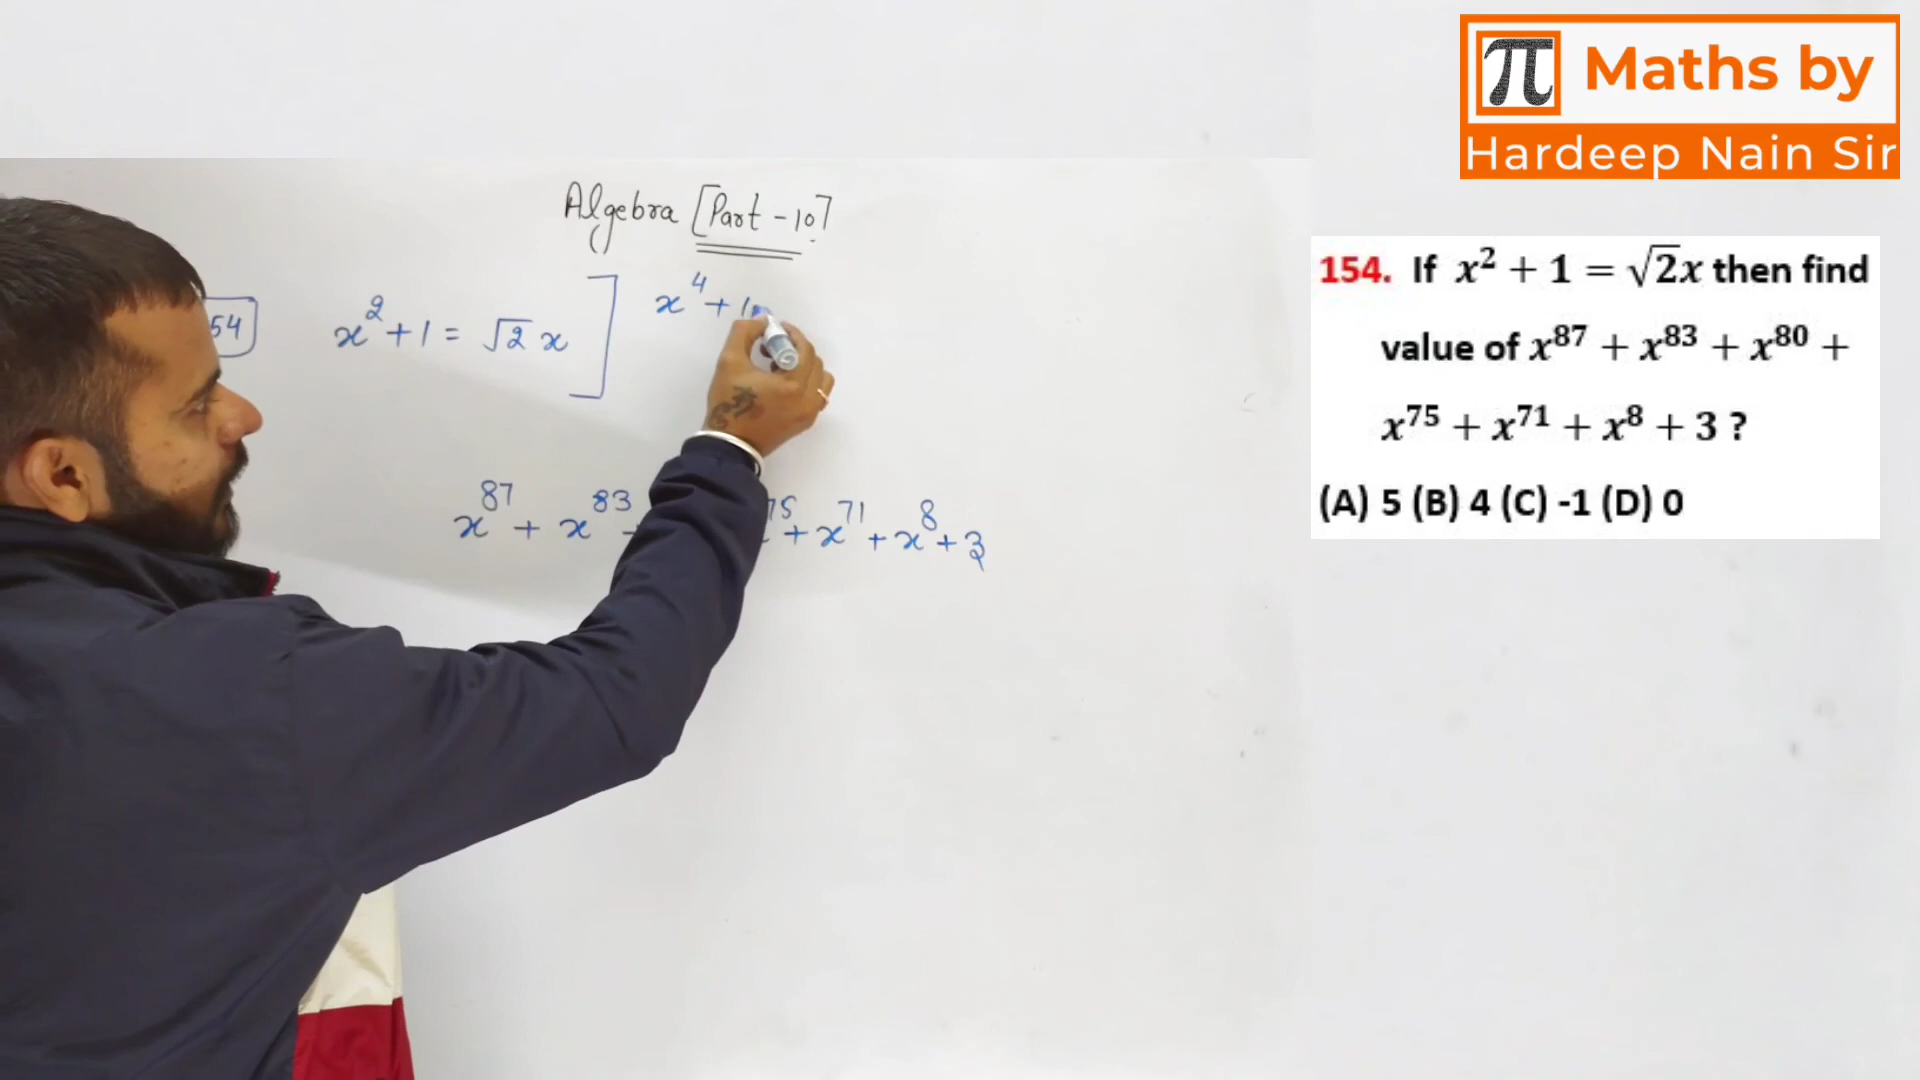 π Maths by
Hardeep Nain Sir
Algebra [Part - 10]
54
x² + 1 = √2 x ] x⁴ + 1
x⁸⁷ + x⁸³ + 75 + x⁷¹ + x⁸ + 3
154. If x² + 1 = √2x then find
value of x⁸⁷ + x⁸³ + x⁸⁰ +
x⁷⁵ + x⁷¹ + x⁸ + 3 ?
(A) 5 (B) 4 (C) -1 (D) 0